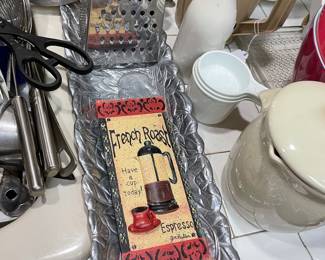 French Roast
Have
a cup
today!
Espresso